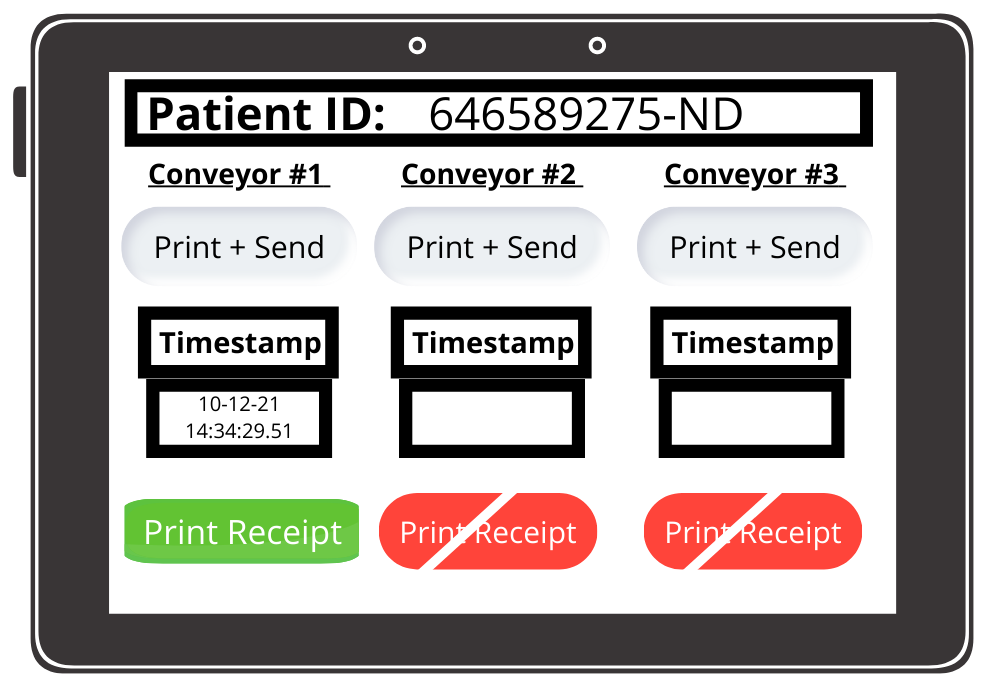 Patient ID: 646589275-ND
Conveyor #1 Conveyor #2 Conveyor #3
Print + Send Print + Send Print + Send
Timestamp Timestamp Timestamp
10-12-21
14:34:29.51
Print Receipt Print Receipt Print Receipt